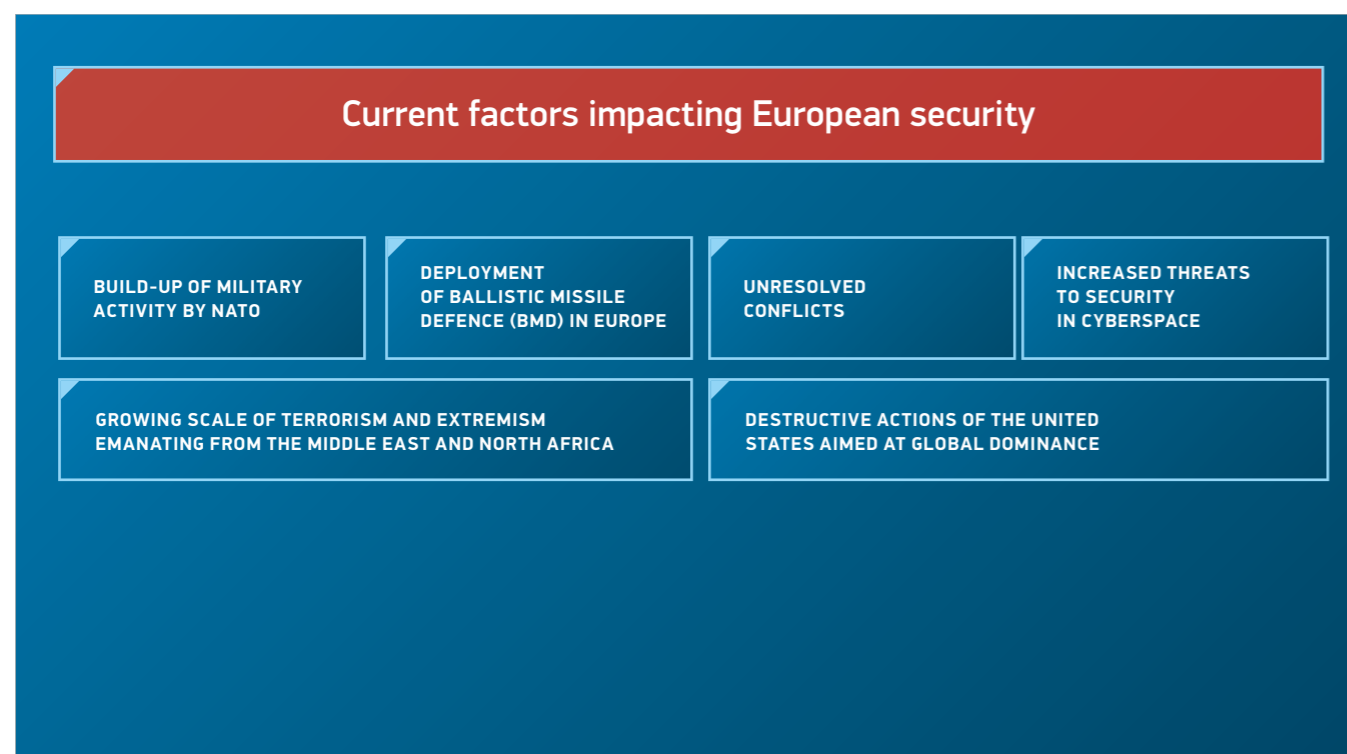 Current factors impacting European security
BUILD-UP OF MILITARY
ACTIVITY BY NATO
DEPLOYMENT
OF BALLISTIC MISSILE
DEFENCE (BMD) IN EUROPE
UNRESOLVED
CONFLICTS
INCREASED THREATS
TO SECURITY
IN CYBERSPACE
GROWING SCALE OF TERRORISM AND EXTREMISM
EMANATING FROM THE MIDDLE EAST AND NORTH AFRICA
DESTRUCTIVE ACTIONS OF THE UNITED
STATES AIMED AT GLOBAL DOMINANCE